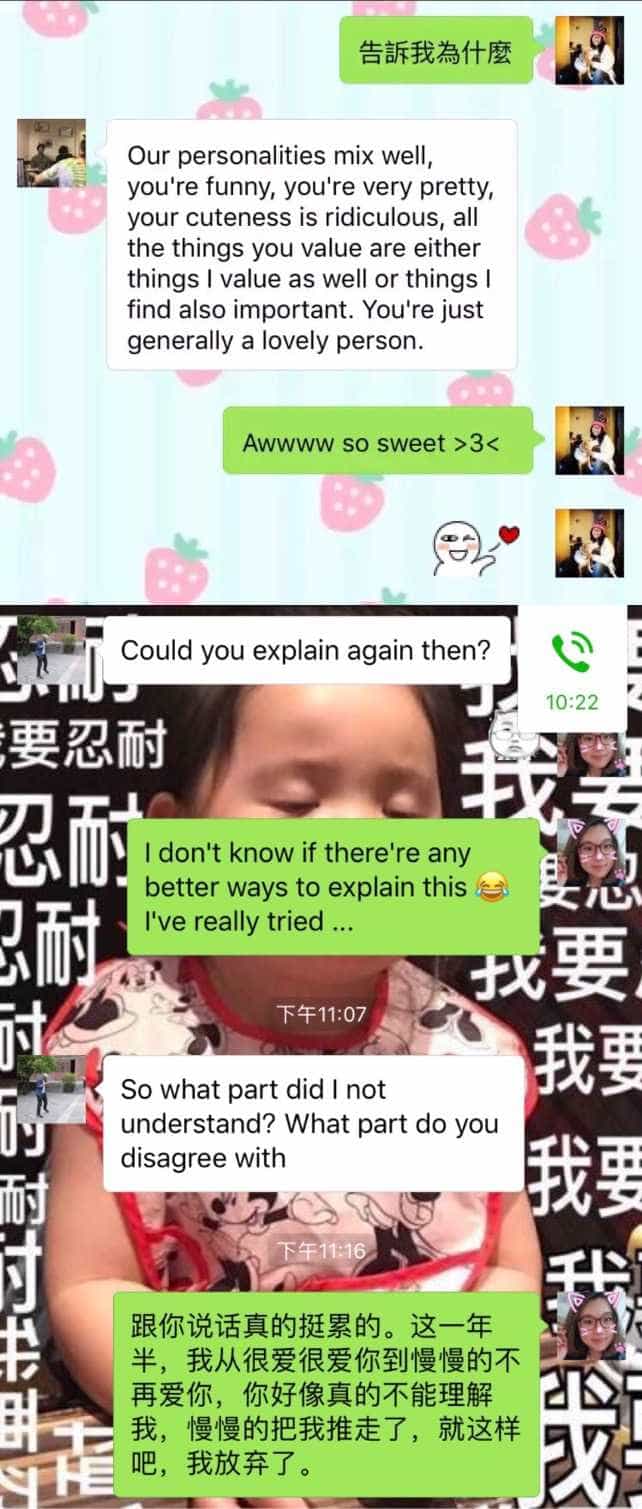 告訴我為什麼
Our personalities mix well,
you're funny, you're very pretty,
your cuteness is ridiculous, all
the things you value are either
things I value as well or things I
find also important. You're just
generally a lovely person.
Awwww so sweet >3<
Could you explain again then?
10:22
我要忍耐
忍耐
I don't know if there're any
better ways to explain this 😂
I've really tried ...
忍耐
我要
下午11:07
我要
So what part did I not
understand? What part do you
disagree with
我要
下午11:16
跟你说话真的挺累的。这一年
半，我从很爱很爱你到慢慢的不
再爱你，你好像真的不能理解
我，慢慢的把我推走了，就这样
吧，我放弃了。